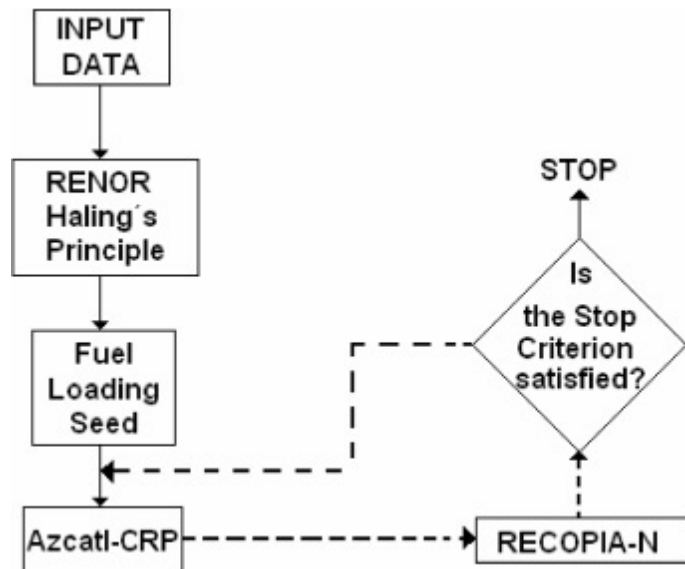 INPUT
DATA
RENOR
Haling´s
Principle
Fuel
Loading
Seed
Azcatl-CRP
RECOPIA-N
Is
the Stop
Criterion
satisfied?
STOP